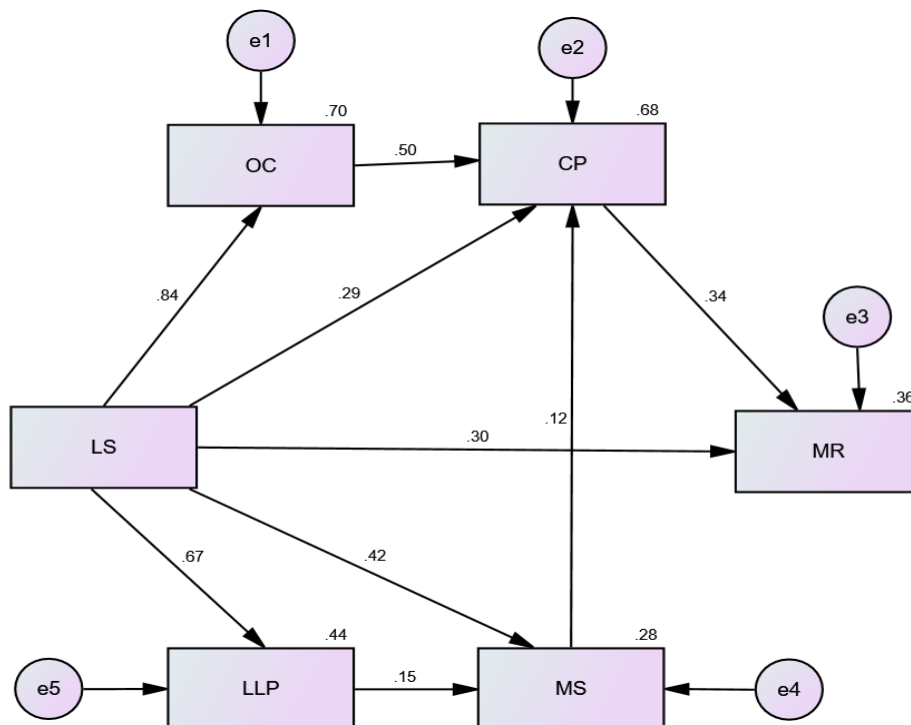 e1
e2
.70
.68
OC
.50
CP
.84
.29
.34
e3
.12
.36
LS
.30
MR
.67
.42
.44
.28
e5
LLP
.15
MS
e4